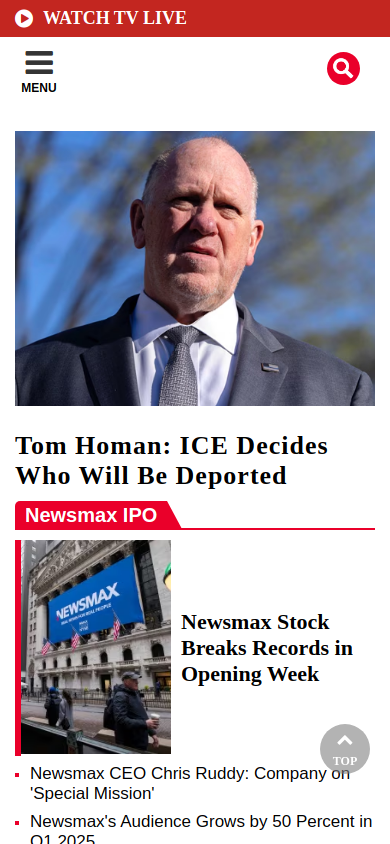 WATCH TV LIVE
MENU
Tom Homan: ICE Decides
Who Will Be Deported
Newsmax IPO
NEWSMAX
Newsmax Stock
Breaks Records in
Opening Week
TOP
Newsmax CEO Chris Ruddy: Company on
'Special Mission'
Newsmax's Audience Grows by 50 Percent in
Q1 2025